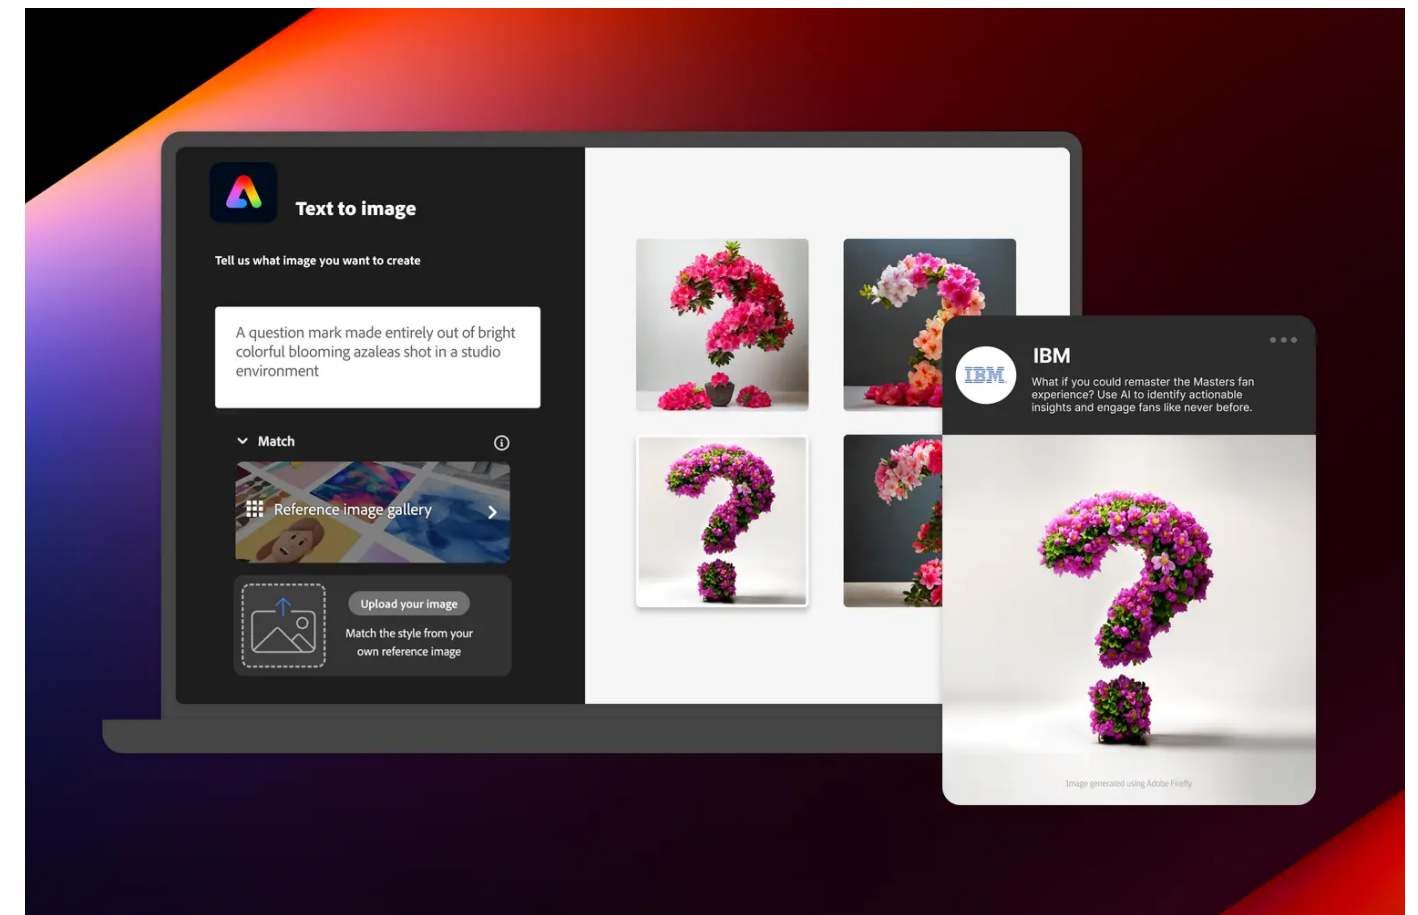 Text to image
Tell us what image you want to create
A question mark made entirely out of bright
colorful blooming azaleas shot in a studio
environment
Match
Reference image gallery
Upload your image
Match the style from your
own reference image
IBM
IBM
What if you could remaster the Masters fan
experience? Use AI to identify actionable
insights and engage fans like never before.
Image generated using Adobe Firefly